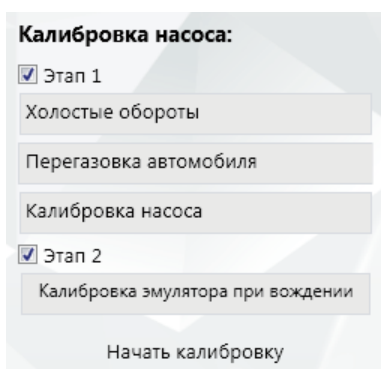 Калибровка насоса:
Этап 1
Холостые обороты
Перегазовка автомобиля
Калибровка насоса
Этап 2
Калибровка эмулятора при вождении
Начать калибровку